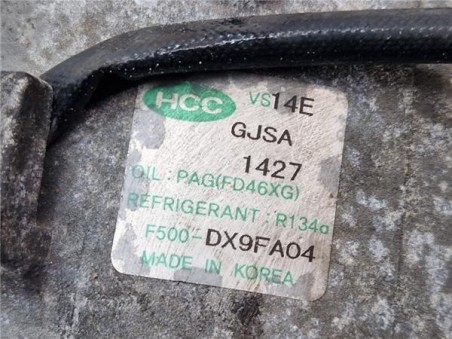 HCC VS14E
GJSA
1427
OIL : PAG(FD46XG)
REFRIGERANT : R134a
F500-DX9FA04
MADE IN KOREA